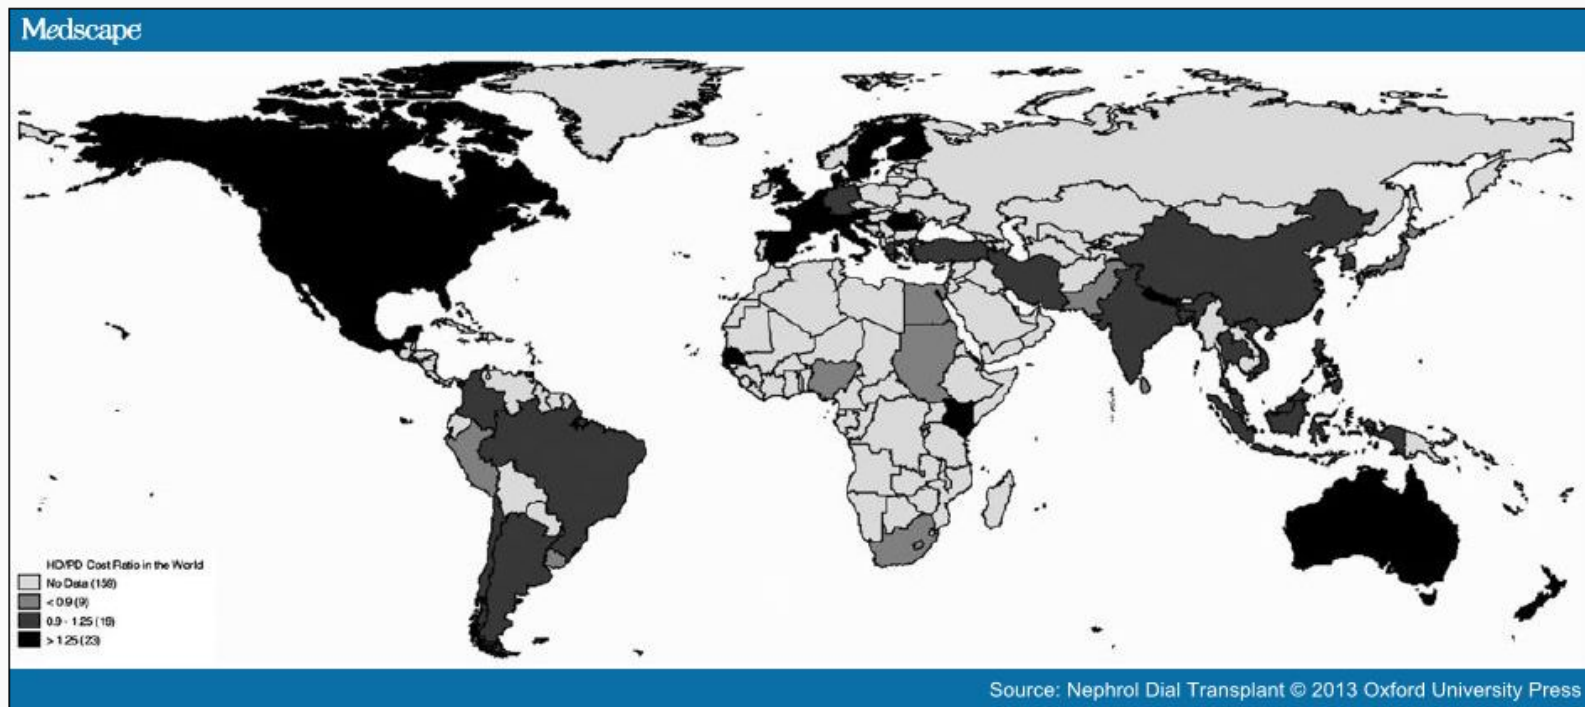 Medscape
HD/PD Cost Ratio in the World
No Data (159)
< 0.9 (9)
0.9 - 1.25 (19)
> 1.25 (23)
Source: Nephrol Dial Transplant © 2013 Oxford University Press